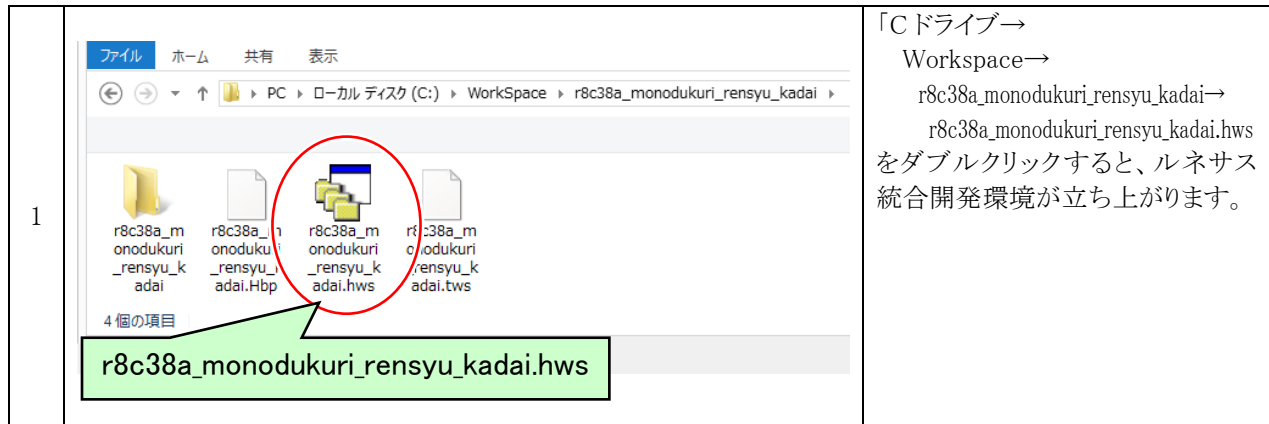 1
ファイル ホーム 共有 表示
PC ▸ ローカル ディスク (C:) ▸ WorkSpace ▸ r8c38a_monodukuri_rensyu_kadai ▸
r8c38a_m
onodukuri
_rensyu_k
adai
r8c38a_m
onodukuri
_rensyu_k
adai.Hbp
r8c38a_m
onodukuri
_rensyu_k
adai.hws
r8c38a_m
onodukuri
_rensyu_k
adai.tws
4 個の項目
r8c38a_monodukuri_rensyu_kadai.hws
「C ドライブ→
Workspace→
r8c38a_monodukuri_rensyu_kadai→
r8c38a_monodukuri_rensyu_kadai.hws
をダブルクリックすると、ルネサス
統合開発環境が立ち上がります。